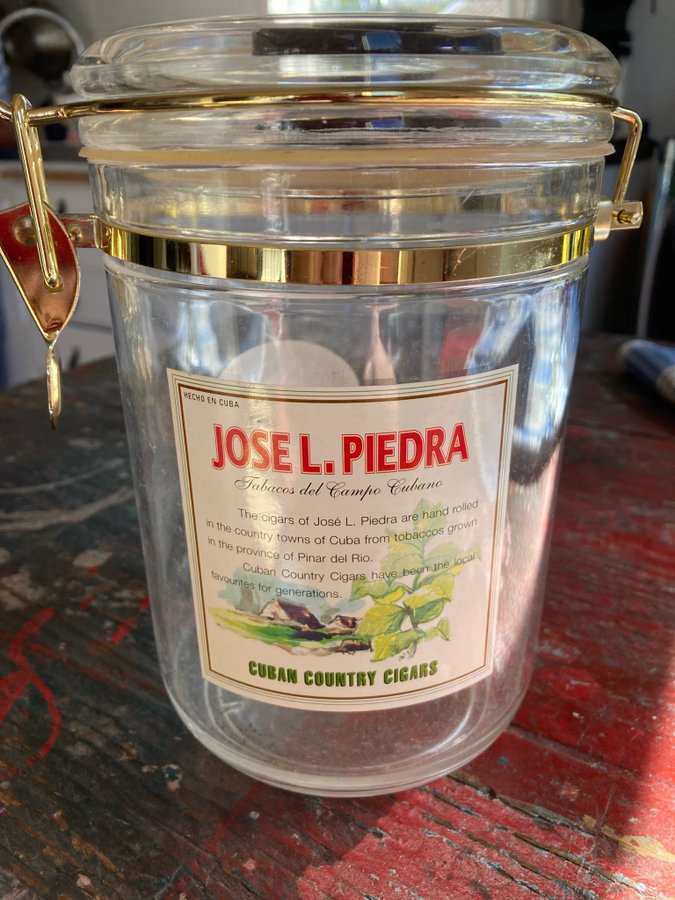 HECHO EN CUBA
JOSE L. PIEDRA
Tabacos del Campo Cubano
The cigars of José L. Piedra are hand rolled
in the country towns of Cuba from tobaccos grown
in the province of Pinar del Rio.
Cuban Country Cigars have been the local
favourites for generations.
CUBAN COUNTRY CIGARS